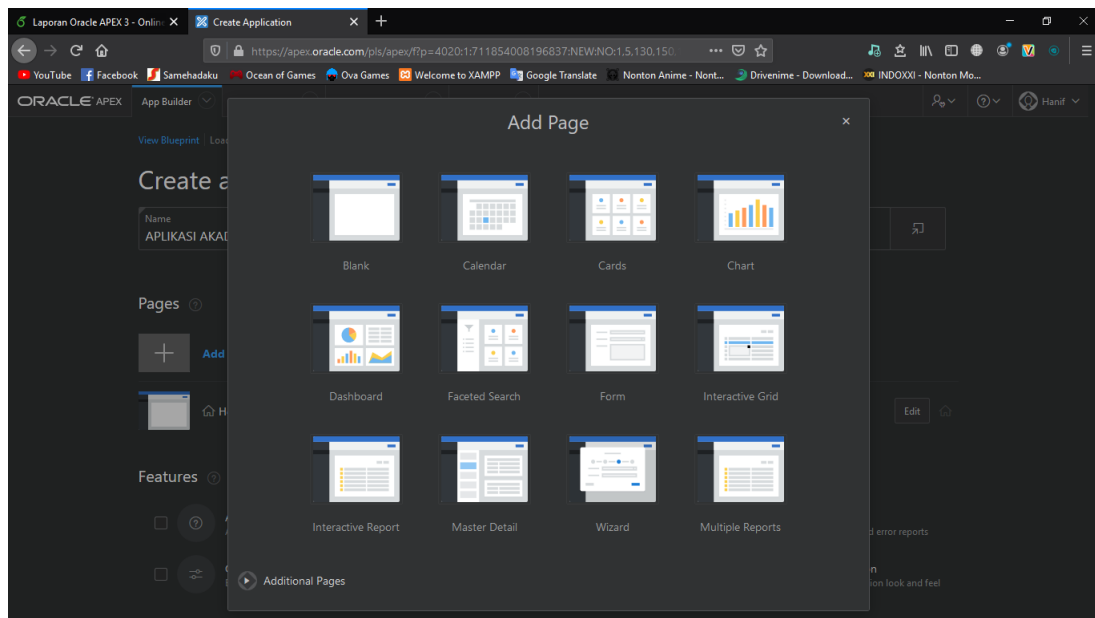 Laporan Oracle APEX 3 - Online
Create Application
https://apex.oracle.com/pls/apex/f?p=4020:1:711854008196837:NEW:NO:1,5,130,150,
YouTube Facebook Samehadaku Ocean of Games Ova Games Welcome to XAMPP Google Translate Nonton Anime - Nont... Drivenime - Download... INDOXXI - Nonton Mo...
ORACLE APEX App Builder Hanif
Add Page
View Blueprint
Create a
Name
APLIKASI AKAD
Blank Calendar Cards Chart
Pages
Add
Dashboard Faceted Search Form Interactive Grid
Edit
Features
Interactive Report Master Detail Wizard Multiple Reports
d error reports
Additional Pages
ion look and feel